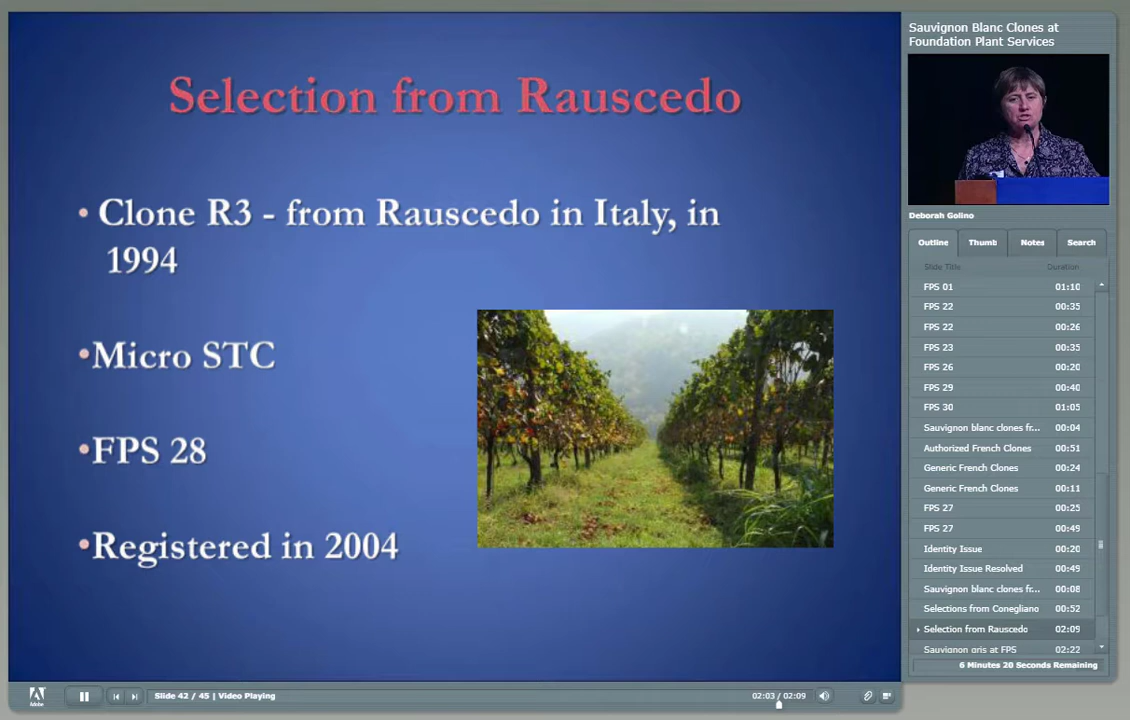 Selection from Rauscedo
• Clone R3 - from Rauscedo in Italy, in
1994
•Micro STC
•FPS 28
•Registered in 2004
Sauvignon Blanc Clones at
Foundation Plant Services
Deborah Golino
Outline Thumb Notes Search
Slide Title Duration
FPS 01 01:10
FPS 22 00:35
FPS 22 00:26
FPS 23 00:35
FPS 26 00:20
FPS 29 00:40
FPS 30 01:05
Sauvignon blanc clones fr... 00:04
Authorized French Clones 00:51
Generic French Clones 00:24
Generic French Clones 00:11
FPS 27 00:25
FPS 27 00:49
Identity Issue 00:20
Identity Issue Resolved 00:49
Sauvignon blanc clones fr... 00:08
Selections from Conegliano 00:52
Selection from Rauscedo 02:09
Sauvignon gris at FPS 02:22
6 Minutes 20 Seconds Remaining
Adobe
Slide 42 / 45 | Video Playing
02:03 / 02:09